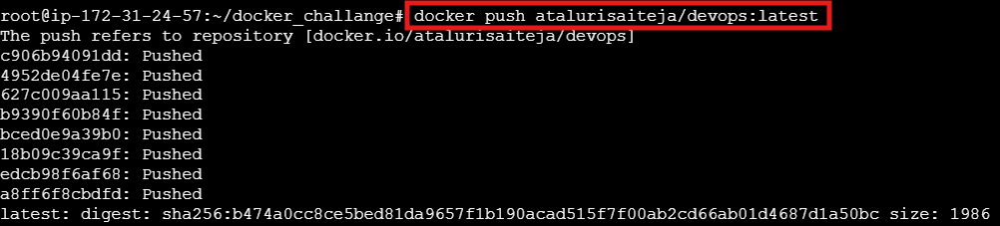 root@ip-172-31-24-57:~/docker_challange# docker push atalurisaiteja/devops:latest
The push refers to repository [docker.io/atalurisaiteja/devops]
c906b94091dd: Pushed
4952de04fe7e: Pushed
627c009aa115: Pushed
b9390f60b84f: Pushed
bced0e9a39b0: Pushed
18b09c39ca9f: Pushed
edcb98f6af68: Pushed
a8ff6f8cbdfd: Pushed
latest: digest: sha256:b474a0cc8ce5bed81da9657f1b190acad515f7f00ab2cd66ab01d4687d1a50bc size: 1986